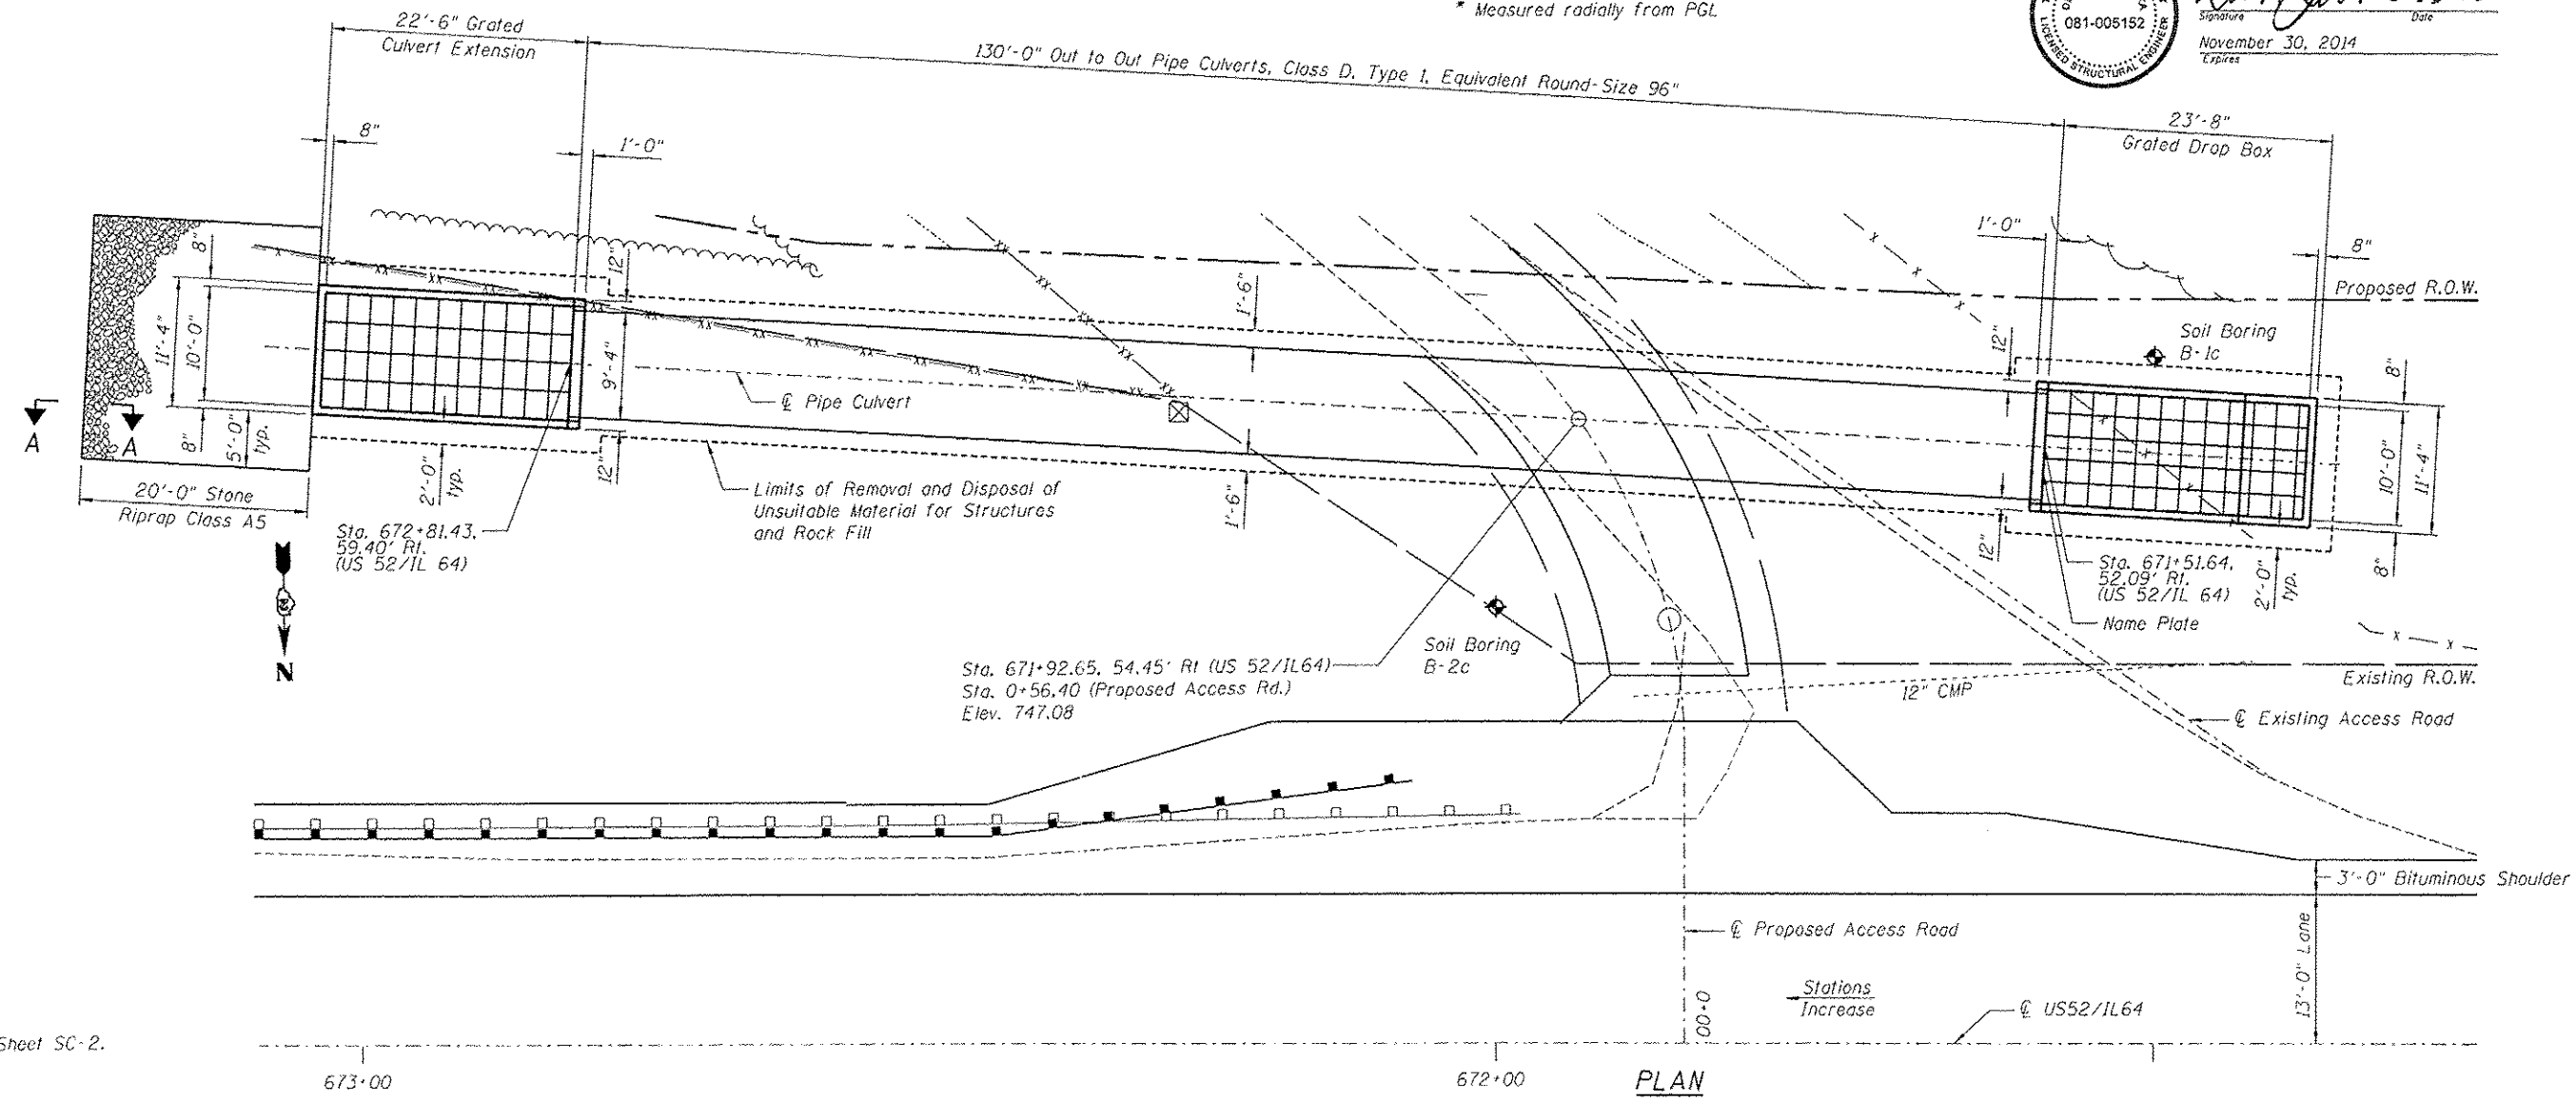 * Measured radially from PGL
081-005152
LICENSED STRUCTURAL ENGINEER
Signature
Date
November 30, 2014
Expires
22'-6" Grated
Culvert Extension
130'-0" Out to Out Pipe Culverts, Class D, Type 1, Equivalent Round-Size 96"
23'-8"
Grated Drop Box
8"
1'-0"
1'-0"
8"
8"
12"
1'-6"
Proposed R.O.W.
Soil Boring
B-1c
12"
8"
11'-4"
10'-0"
9'-4"
℄ Pipe Culvert
A
A
8"
5'-0"
typ.
2'-0"
typ.
12"
1'-6"
10'-0"
11'-4"
20'-0" Stone
Riprap Class A5
Limits of Removal and Disposal of
Unsuitable Material for Structures
and Rock Fill
Sta. 672+81.43,
59.40' Rt.
(US 52/IL 64)
12"
Sta. 671+51.64,
52.09' Rt.
(US 52/IL 64)
2'-0"
typ.
8"
Name Plate
N
Soil Boring
B-2c
Sta. 671+92.65, 54.45' Rt (US 52/IL64)
Sta. 0+56.40 (Proposed Access Rd.)
Elev. 747.08
12" CMP
Existing R.O.W.
℄ Existing Access Road
3'-0" Bituminous Shoulder
℄ Proposed Access Road
13'-0" Lane
Stations
Increase
00+0
℄ US52/IL64
Sheet SC-2.
673+00
672+00
PLAN